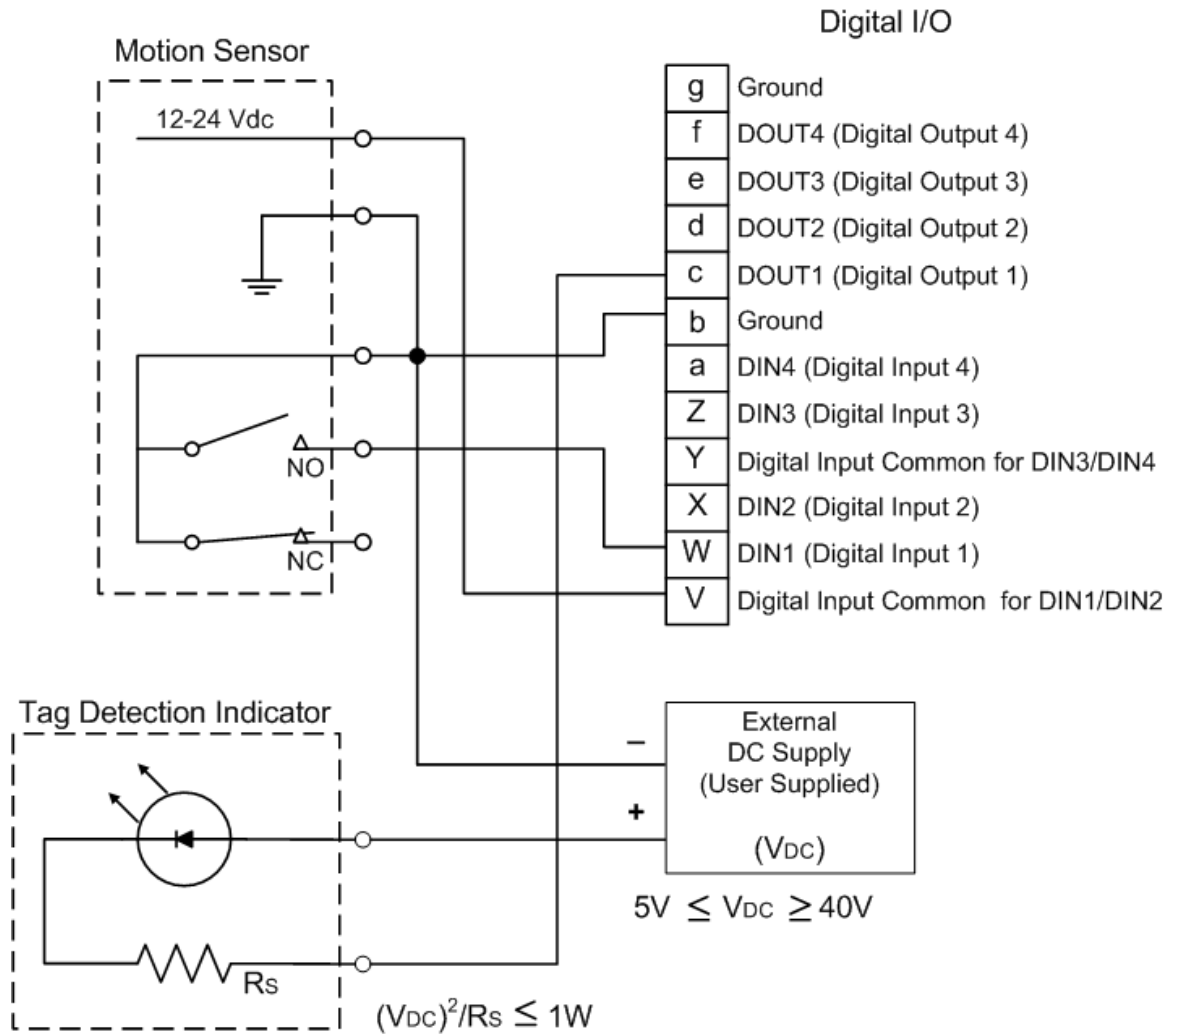 Digital I/O
Motion Sensor
12-24 Vdc
g Ground
f DOUT4 (Digital Output 4)
e DOUT3 (Digital Output 3)
d DOUT2 (Digital Output 2)
c DOUT1 (Digital Output 1)
b Ground
a DIN4 (Digital Input 4)
Z DIN3 (Digital Input 3)
Y Digital Input Common for DIN3/DIN4
X DIN2 (Digital Input 2)
W DIN1 (Digital Input 1)
V Digital Input Common for DIN1/DIN2
NO
NC
Tag Detection Indicator
Rs
(VDC)²/Rs ≤ 1W
–
+
External
DC Supply
(User Supplied)
(VDC)
5V ≤ VDC ≥ 40V